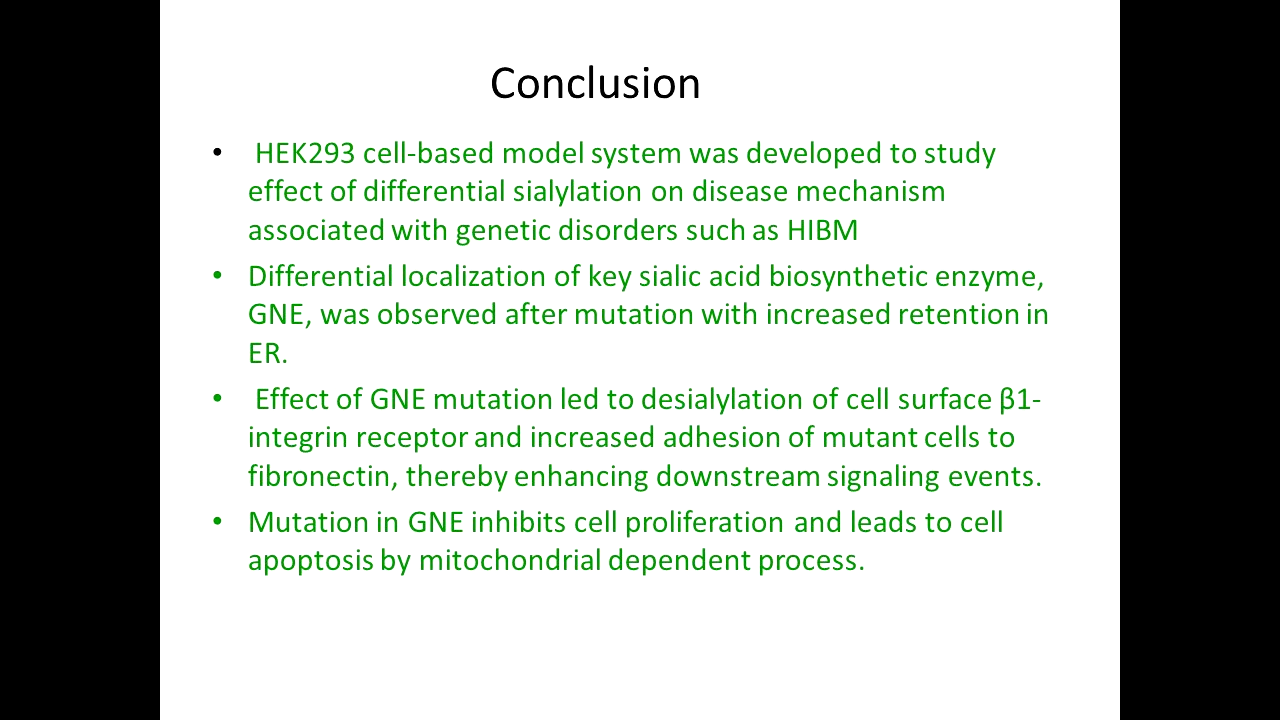 Conclusion
• HEK293 cell-based model system was developed to study
effect of differential sialylation on disease mechanism
associated with genetic disorders such as HIBM
• Differential localization of key sialic acid biosynthetic enzyme,
GNE, was observed after mutation with increased retention in
ER.
• Effect of GNE mutation led to desialylation of cell surface β1-
integrin receptor and increased adhesion of mutant cells to
fibronectin, thereby enhancing downstream signaling events.
• Mutation in GNE inhibits cell proliferation and leads to cell
apoptosis by mitochondrial dependent process.